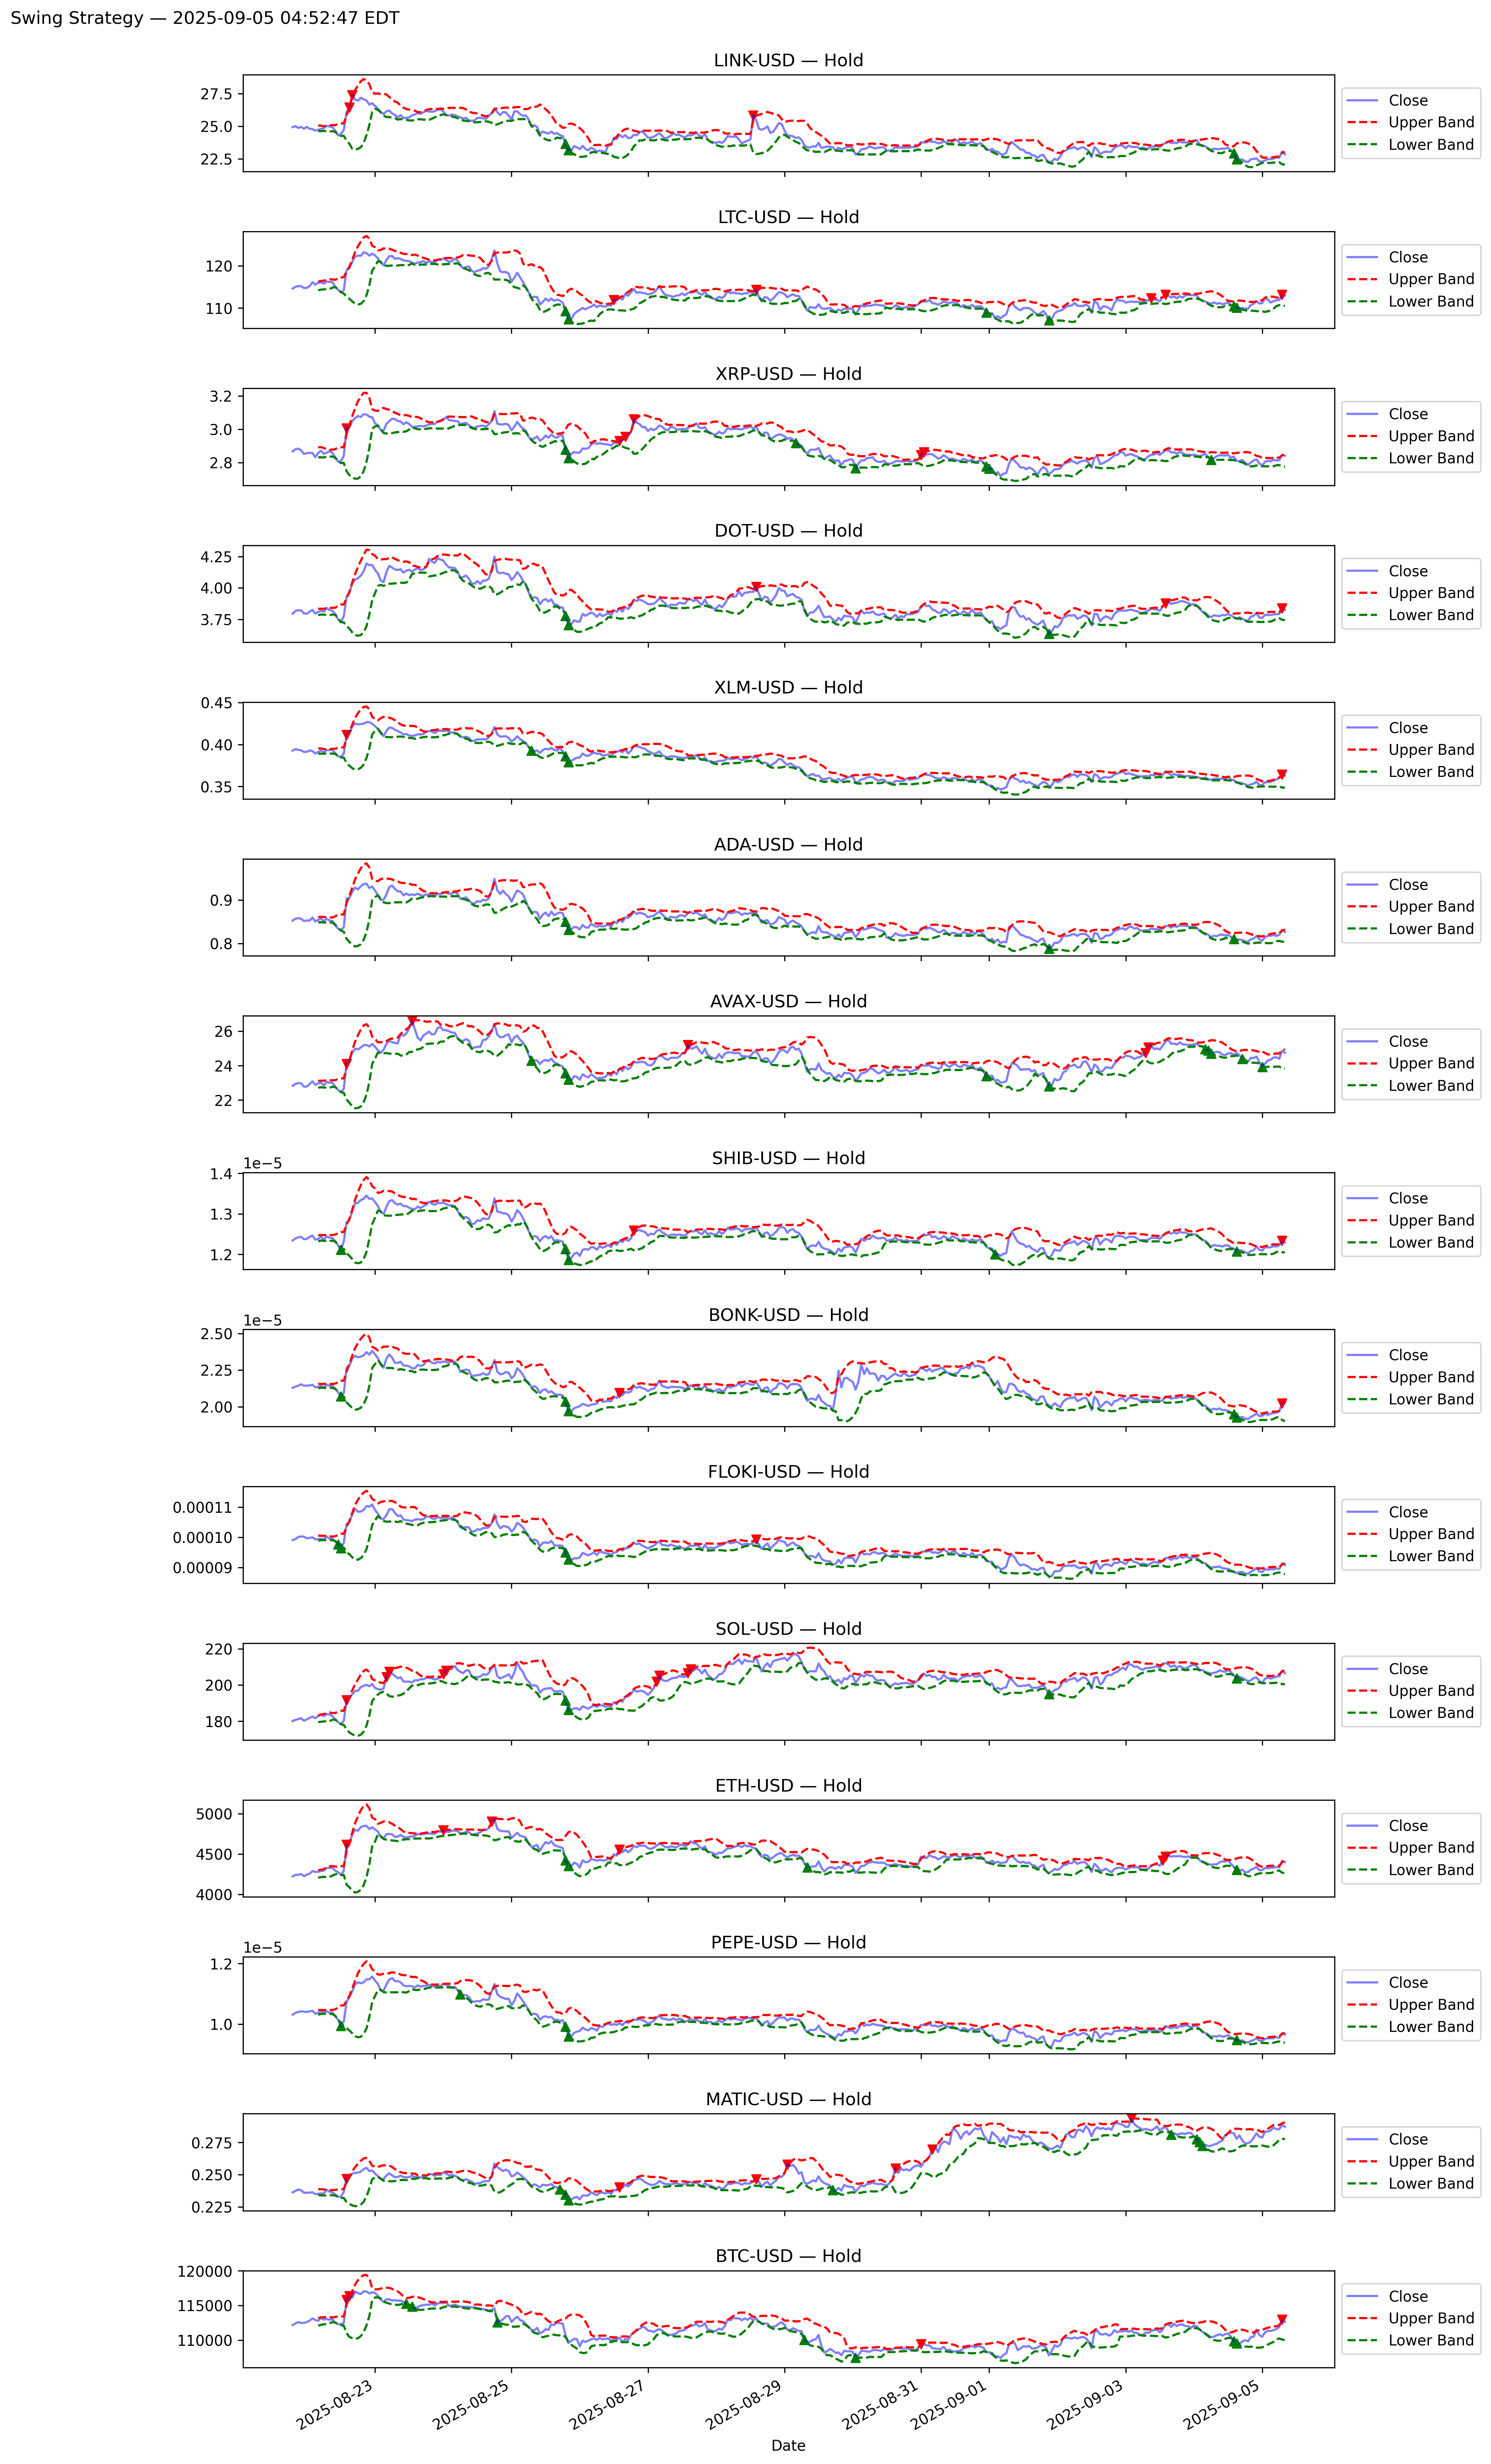 Swing Strategy — 2025-09-05 04:52:47 EDT
LINK-USD — Hold
27.5
25.0
22.5
Close
Upper Band
Lower Band
LTC-USD — Hold
120
110
Close
Upper Band
Lower Band
XRP-USD — Hold
3.2
3.0
2.8
Close
Upper Band
Lower Band
DOT-USD — Hold
4.25
4.00
3.75
Close
Upper Band
Lower Band
XLM-USD — Hold
0.45
0.40
0.35
Close
Upper Band
Lower Band
ADA-USD — Hold
0.9
0.8
Close
Upper Band
Lower Band
AVAX-USD — Hold
26
24
22
Close
Upper Band
Lower Band
SHIB-USD — Hold
1e−5
1.4
1.3
1.2
Close
Upper Band
Lower Band
BONK-USD — Hold
1e−5
2.50
2.25
2.00
Close
Upper Band
Lower Band
FLOKI-USD — Hold
0.00011
0.00010
0.00009
Close
Upper Band
Lower Band
SOL-USD — Hold
220
200
180
Close
Upper Band
Lower Band
ETH-USD — Hold
5000
4500
4000
Close
Upper Band
Lower Band
PEPE-USD — Hold
1e−5
1.2
1.0
Close
Upper Band
Lower Band
MATIC-USD — Hold
0.275
0.250
0.225
Close
Upper Band
Lower Band
BTC-USD — Hold
120000
115000
110000
Close
Upper Band
Lower Band
2025-08-23
2025-08-25
2025-08-27
2025-08-29
2025-08-31
2025-09-01
2025-09-03
2025-09-05
Date